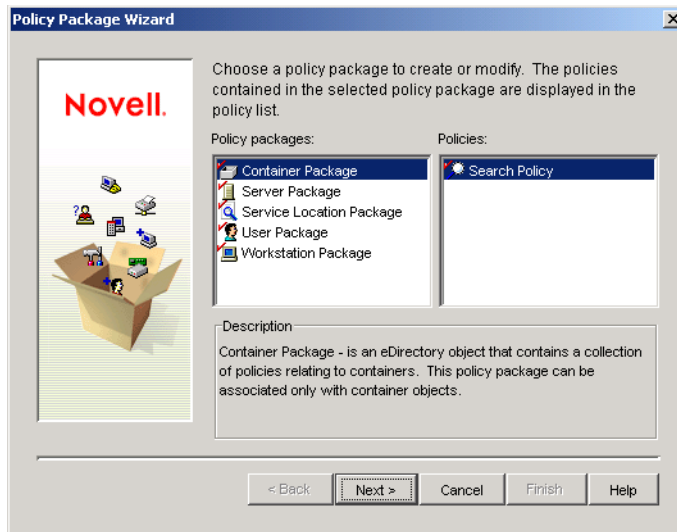 Policy Package Wizard
Novell.
Choose a policy package to create or modify. The policies
contained in the selected policy package are displayed in the
policy list.
Policy packages:
Policies:
Container Package
Server Package
Service Location Package
User Package
Workstation Package
Search Policy
Description
Container Package - is an eDirectory object that contains a collection
of policies relating to containers. This policy package can be
associated only with container objects.
< Back
Next >
Cancel
Finish
Help